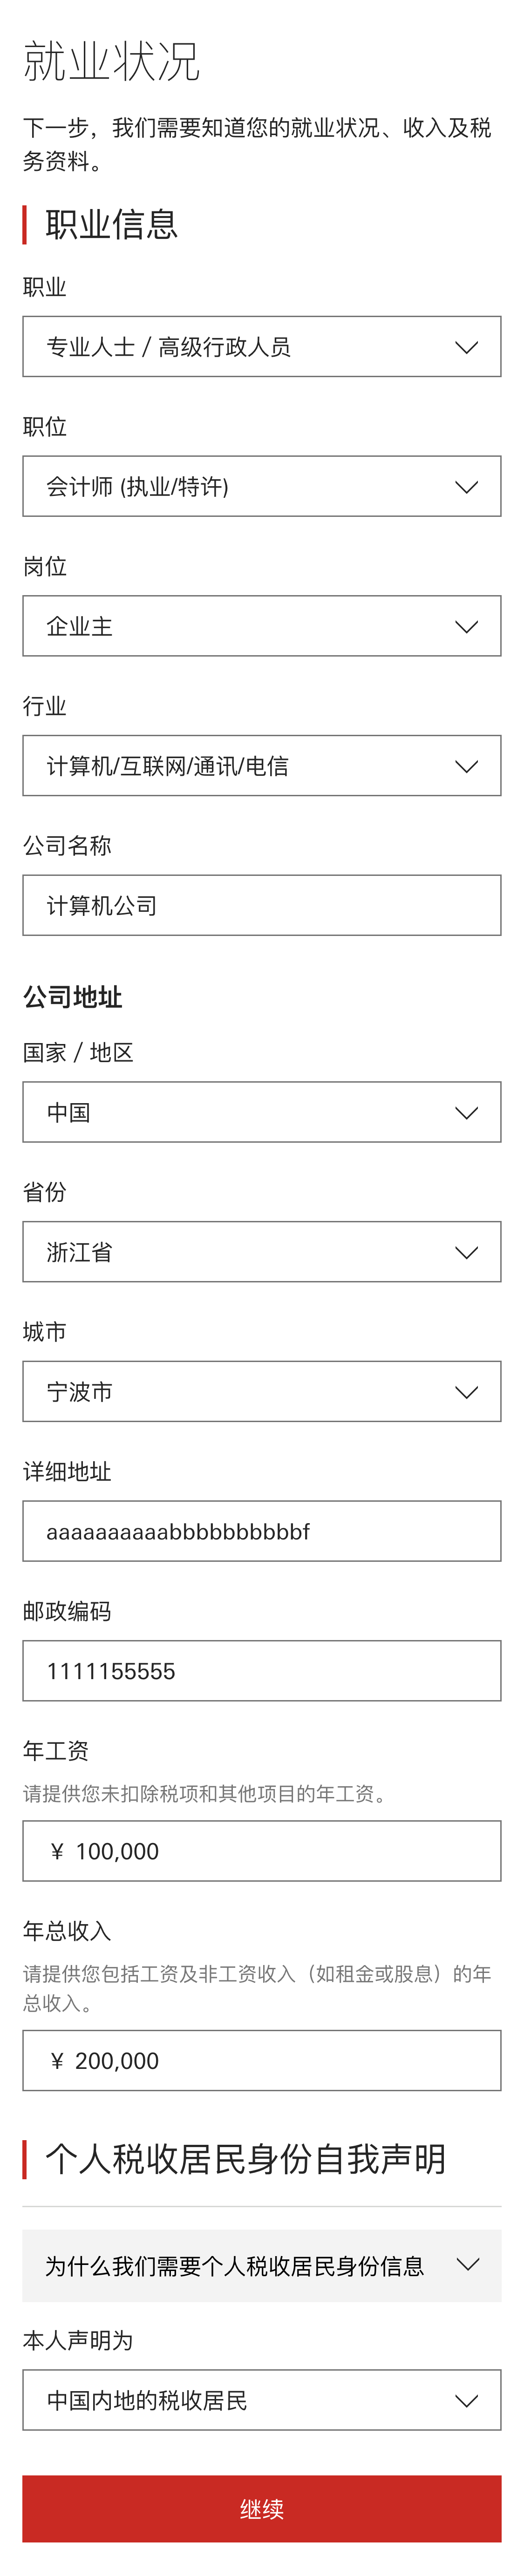 就业状况
下一步，我们需要知道您的就业状况、收入及税
务资料。
职业信息
职业
专业人士 / 高级行政人员
职位
会计师 (执业/特许)
岗位
企业主
行业
计算机/互联网/通讯/电信
公司名称
计算机公司
公司地址
国家 / 地区
中国
省份
浙江省
城市
宁波市
详细地址
aaaaaaaaaabbbbbbbbbbf
邮政编码
1111155555
年工资
请提供您未扣除税项和其他项目的年工资。
¥ 100,000
年总收入
请提供您包括工资及非工资收入（如租金或股息）的年
总收入。
¥ 200,000
个人税收居民身份自我声明
为什么我们需要个人税收居民身份信息
本人声明为
中国内地的税收居民
继续